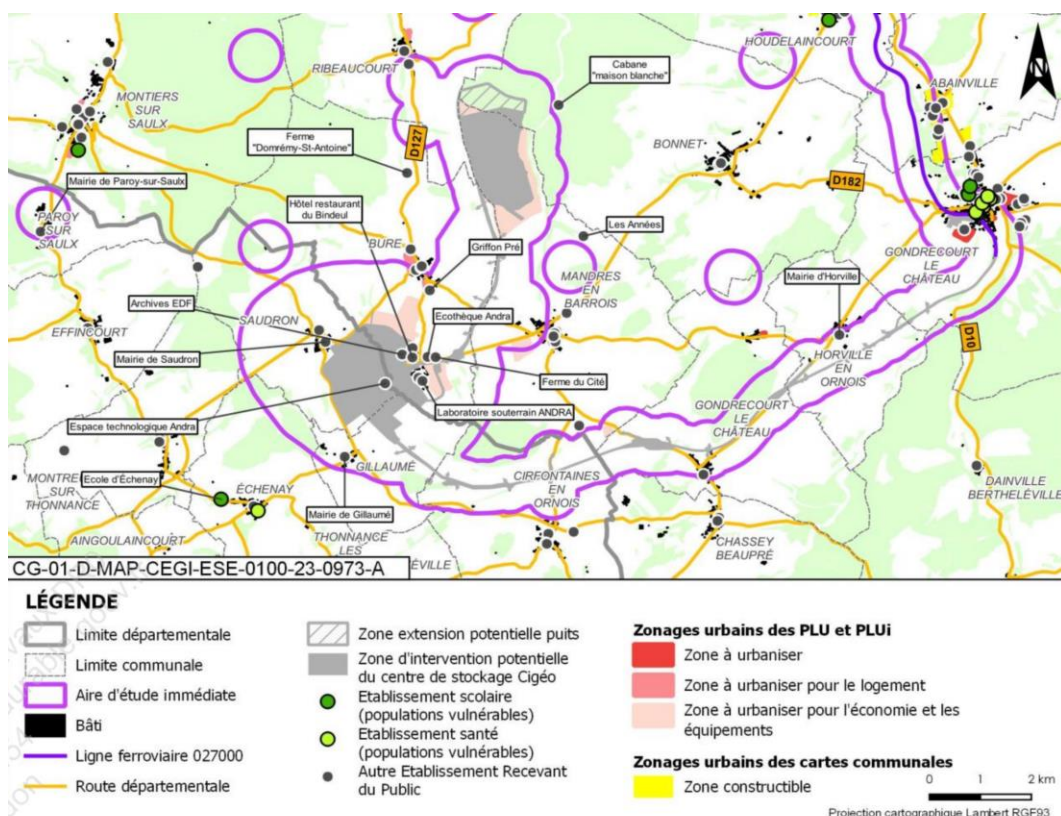 HOUDELAINCOURT
RIBEAUCOURT
Cabane
"maison blanche"
N
ABAINVILLE
MONTIERS
SUR
SAULX
Ferme
"Domrémy-St-Antoine"
D127
BONNET
D182
Mairie de Paroy-sur-Saulx
Hôtel restaurant
du Bindeul
PAROY
SUR
SAULX
Les Années
BURE
Griffon Pré
GONDRECOURT
LE
CHÂTEAU
MANDRES
EN
BARROIS
Mairie d'Horville
Archives EDF
Ecothèque Andra
SAUDRON
EFFINCOURT
D10
Mairie de Saudron
Ferme du Cité
HORVILLE
EN
ORNOIS
Laboratoire souterrain ANDRA
GONDRECOURT
LE
CHÂTEAU
Espace technologique Andra
GILLAUMÉ
CIRFONTAINES
EN
ORNOIS
Ecole d'Échenay
MONTREU
SUR
THONNANCE
ÉCHENAY
DAINVILLE
BERTHELÉVILLE
Mairie de Gillaumé
THONNANCE
LES
AINGOULAINCOURT
CHASSEY
BEAUPRÉ
ÉVILLE
CG-01-D-MAP-CEGI-ESE-0100-23-0973-A
LÉGENDE
Limite départementale
Limite communale
Aire d'étude immédiate
Bâti
Ligne ferroviaire 027000
Route départementale
Zone extension potentielle puits
Zone d'intervention potentielle
du centre de stockage Cigéo
Etablissement scolaire
(populations vulnérables)
Etablissement santé
(populations vulnérables)
Autre Etablissement Recevant
du Public
Zonages urbains des PLU et PLUi
Zone à urbaniser
Zone à urbaniser pour le logement
Zone à urbaniser pour l'économie et les
équipements
Zonages urbains des cartes communales
Zone constructible
0 1 2 km
Projection cartographique Lambert RGF93